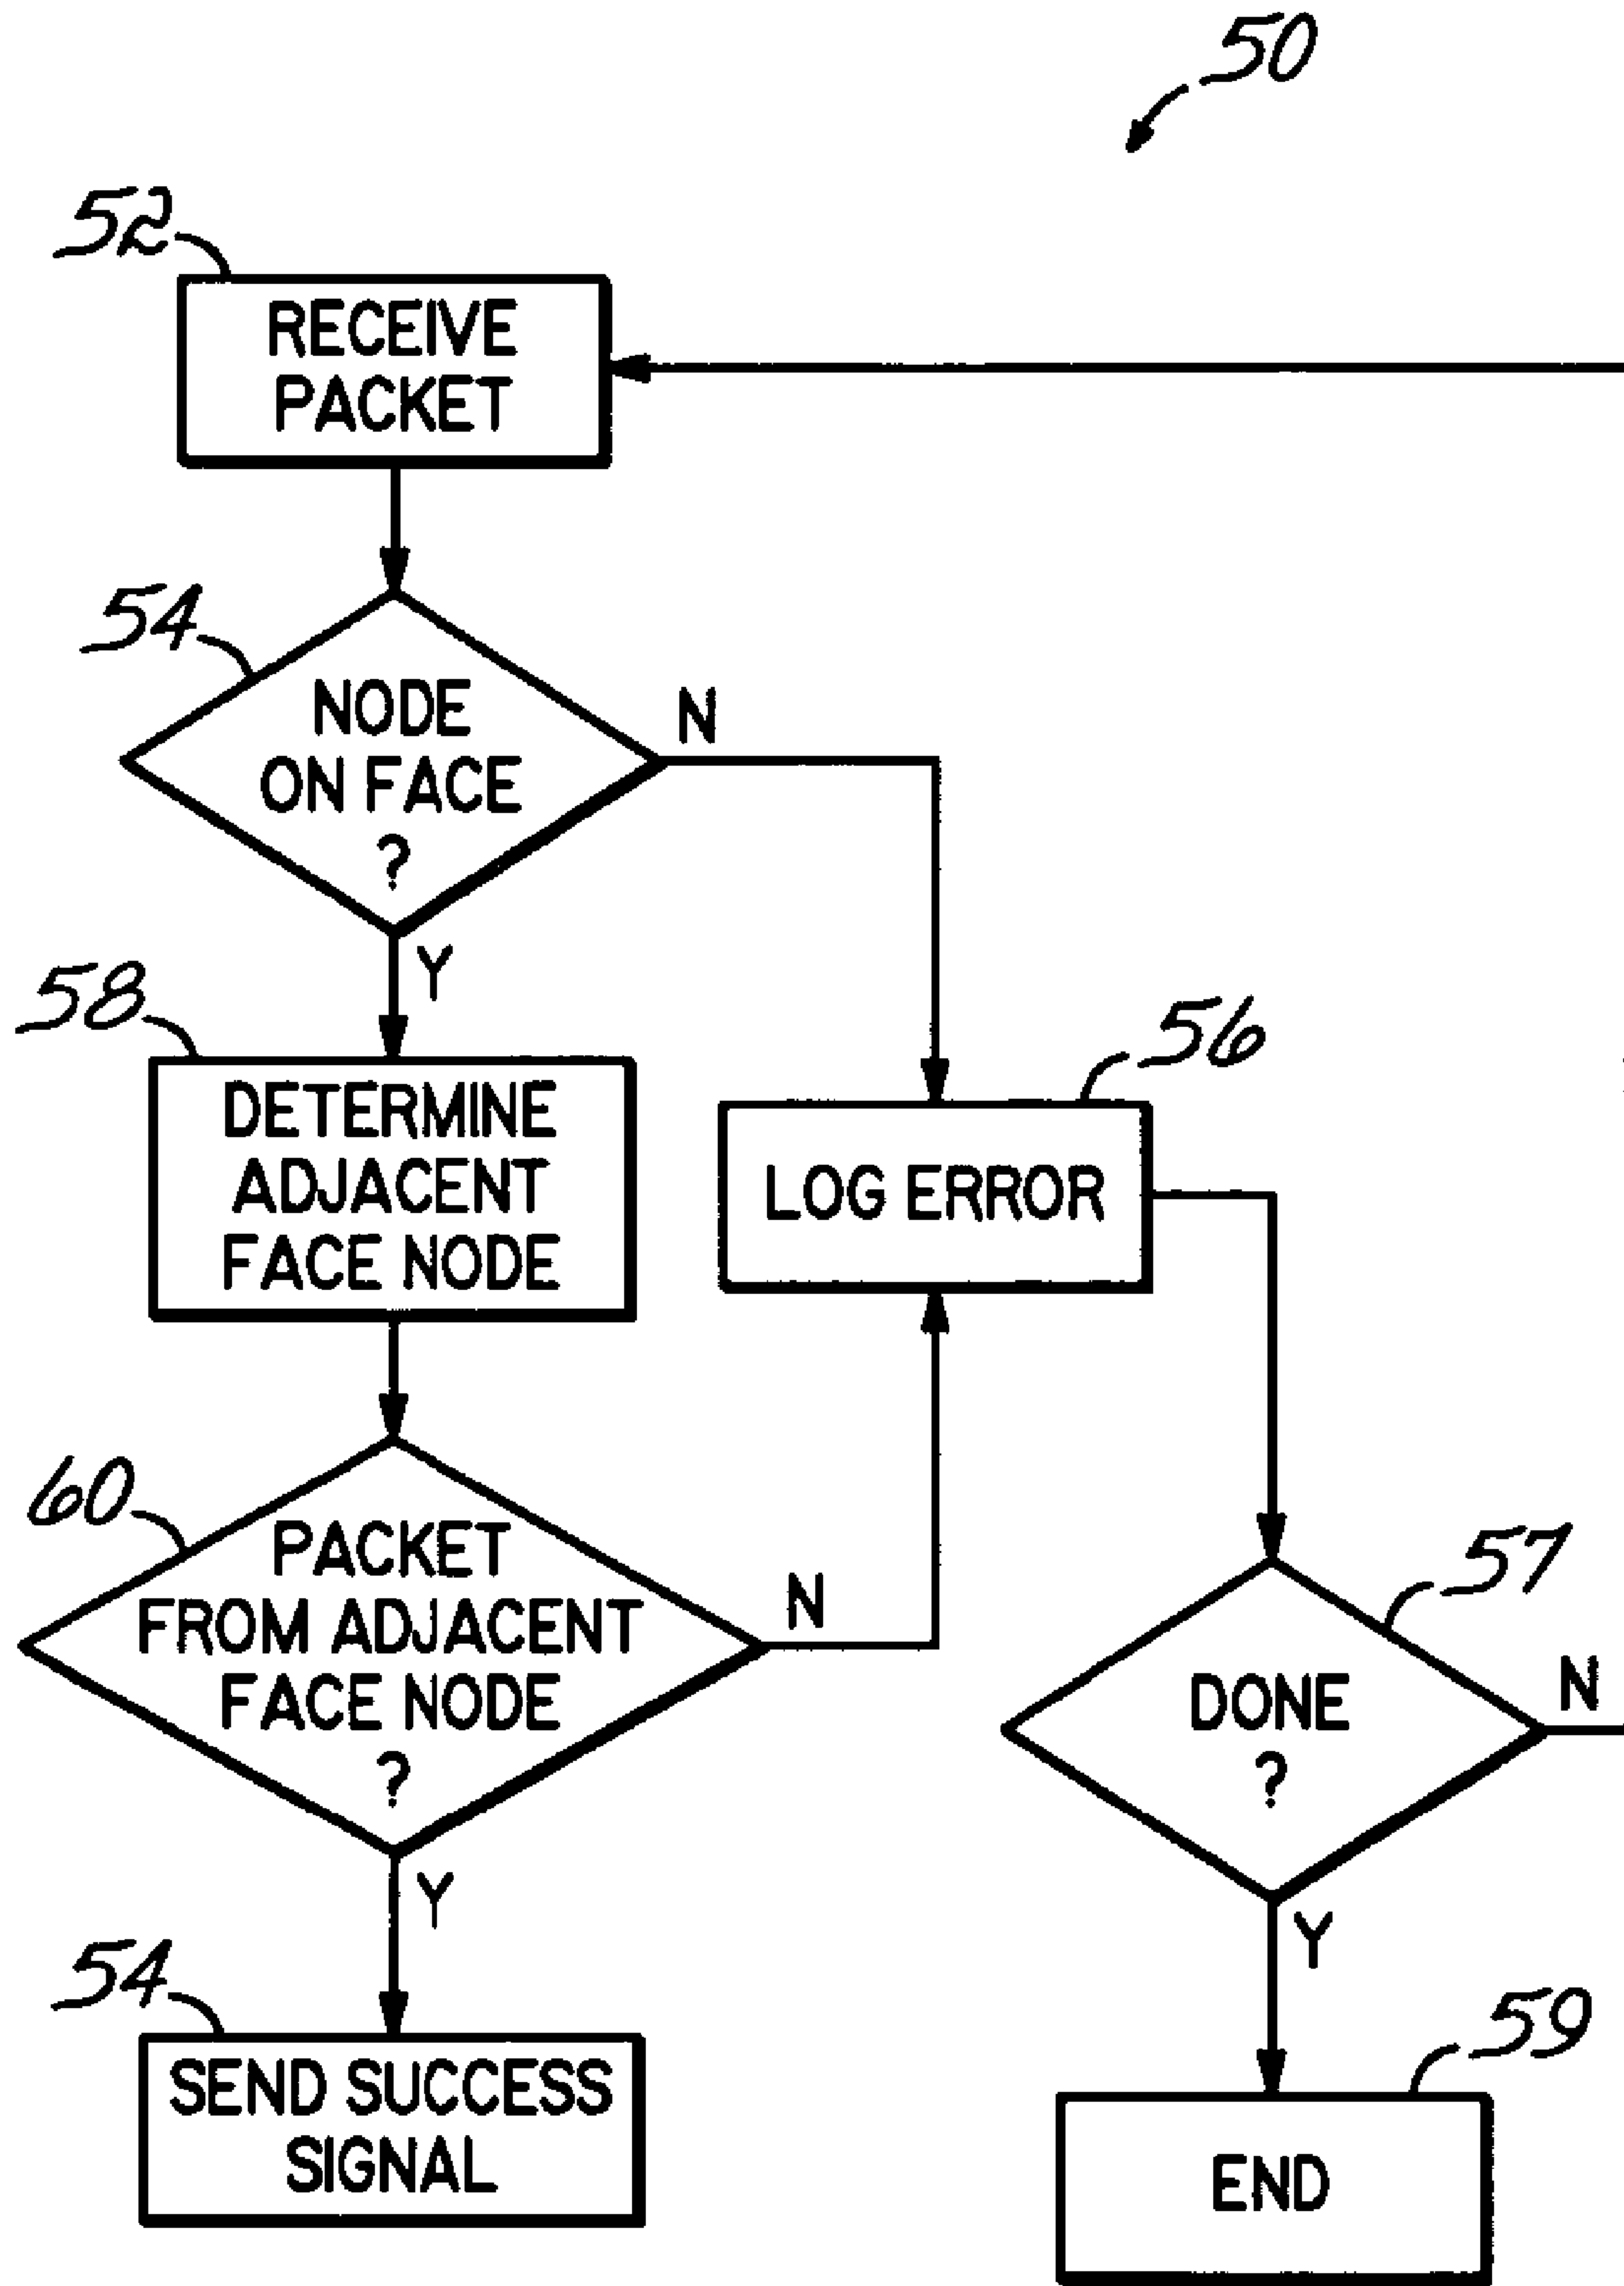 50
52
RECEIVE
PACKET
54
NODE
ON FACE
?
N
Y
58
DETERMINE
ADJACENT
FACE NODE
56
LOG ERROR
60
PACKET
FROM ADJACENT
FACE NODE
?
N
Y
57
DONE
?
N
Y
54
SEND SUCCESS
SIGNAL
59
END